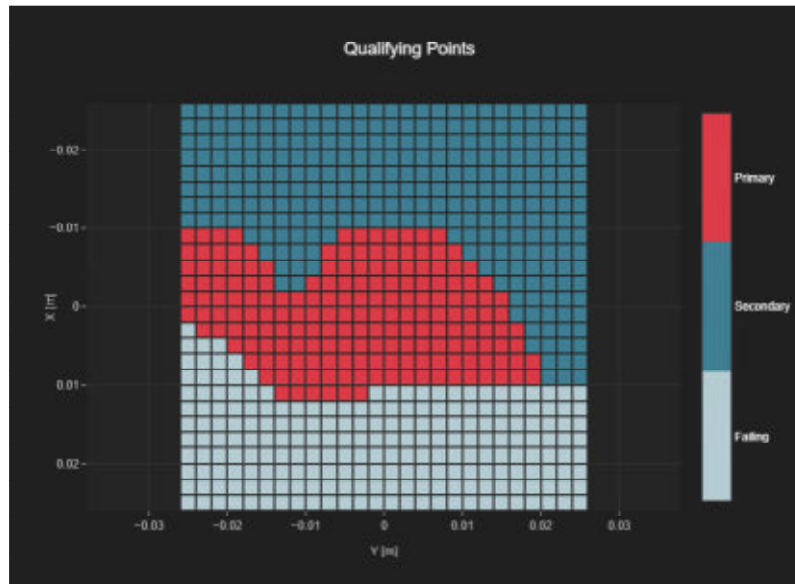 Qualifying Points
-0.02
-0.01
0
0.01
0.02
X [m]
-0.03
-0.02
-0.01
0
0.01
0.02
0.03
Y [m]
Primary
Secondary
Failing